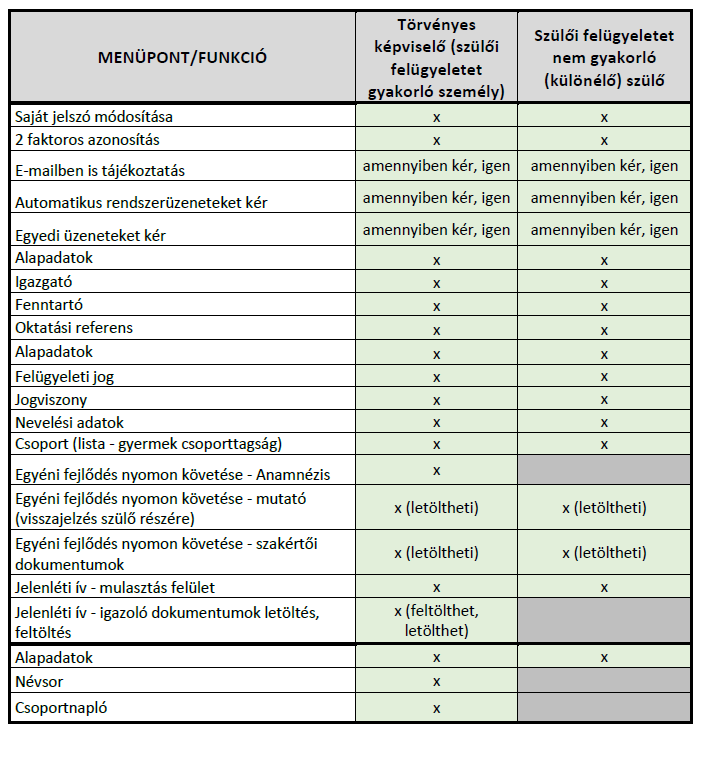 MENÜPONT/FUNKCIÓ
Törvényes
képviselő (szülői
felügyeletet
gyakorló személy)
Szülői felügyeletet
nem gyakorló
(különélő) szülő
Saját jelszó módosítása x x
2 faktoros azonosítás x x
E-mailben is tájékoztatás amennyiben kér, igen amennyiben kér, igen
Automatikus rendszerüzeneteket kér amennyiben kér, igen amennyiben kér, igen
Egyedi üzeneteket kér amennyiben kér, igen amennyiben kér, igen
Alapadatok x x
Igazgató x x
Fenntartó x x
Oktatási referens x x
Alapadatok x x
Felügyeleti jog x x
Jogviszony x x
Nevelési adatok x x
Csoport (lista - gyermek csoporttagság) x x
Egyéni fejlődés nyomon követése - Anamnézis x
Egyéni fejlődés nyomon követése - mutató
(visszajelzés szülő részére) x (letöltheti) x (letöltheti)
Egyéni fejlődés nyomon követése - szakértői
dokumentumok x (letöltheti) x (letöltheti)
Jelenléti ív - mulasztás felület x x
Jelenléti ív - igazoló dokumentumok letöltés,
feltöltés
x (feltölthet,
letölthet)
Alapadatok x x
Névsor x
Csoportnapló x